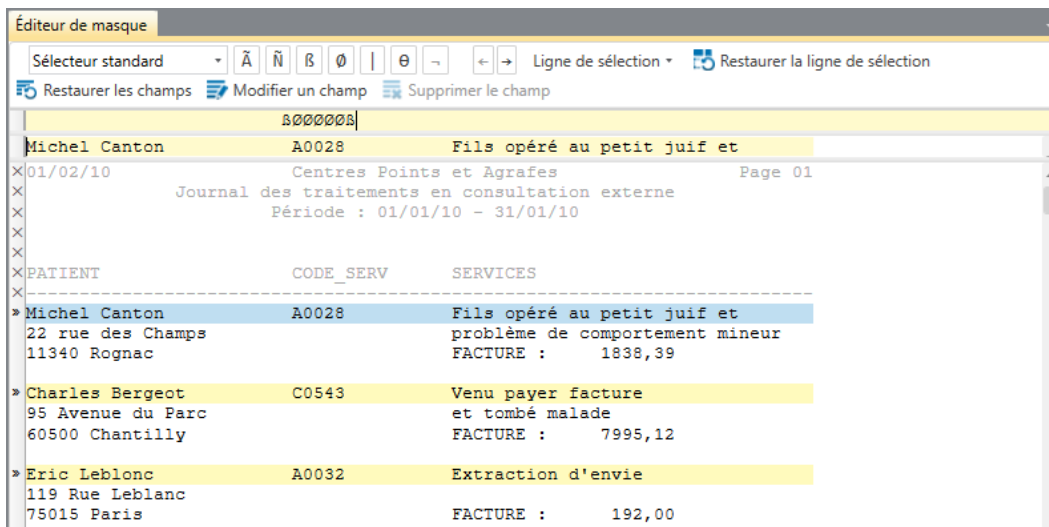 Éditeur de masque
Sélecteur standard Ã Ñ ß Ø | Ɵ ¬ ← → Ligne de sélection Restaurer la ligne de sélection
Restaurer les champs Modifier un champ Supprimer le champ
ßØØØØØß
Michel Canton A0028 Fils opéré au petit juif et
01/02/10 Centres Points et Agrafes Page 01
Journal des traitements en consultation externe
Période : 01/01/10 - 31/01/10
PATIENT CODE_SERV SERVICES
Michel Canton A0028 Fils opéré au petit juif et
22 rue des Champs problème de comportement mineur
11340 Rognac FACTURE : 1838,39
Charles Bergeot C0543 Venu payer facture
95 Avenue du Parc et tombé malade
60500 Chantilly FACTURE : 7995,12
Eric Leblonc A0032 Extraction d'envie
119 Rue Leblanc
75015 Paris FACTURE : 192,00